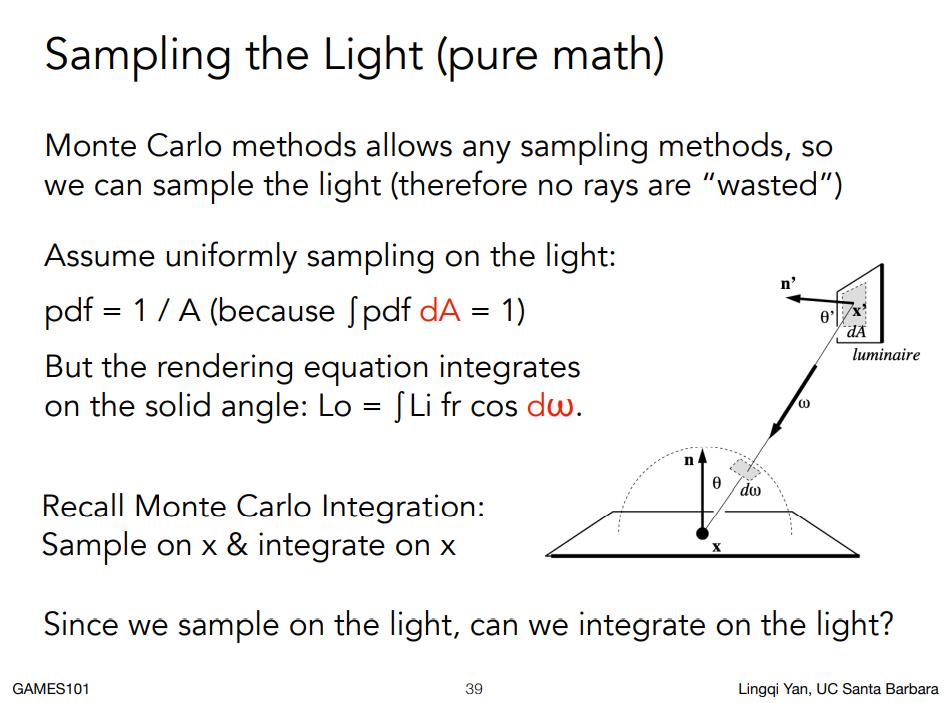 Sampling the Light (pure math)
Monte Carlo methods allows any sampling methods, so
we can sample the light (therefore no rays are “wasted”)
Assume uniformly sampling on the light:
pdf = 1 / A (because ∫pdf dA = 1)
But the rendering equation integrates
on the solid angle: Lo = ∫Li fr cos dω.
Recall Monte Carlo Integration:
Sample on x & integrate on x
n’
θ’
x’
dA
luminaire
ω
n
θ
dω
x
Since we sample on the light, can we integrate on the light?
GAMES101
39
Lingqi Yan, UC Santa Barbara